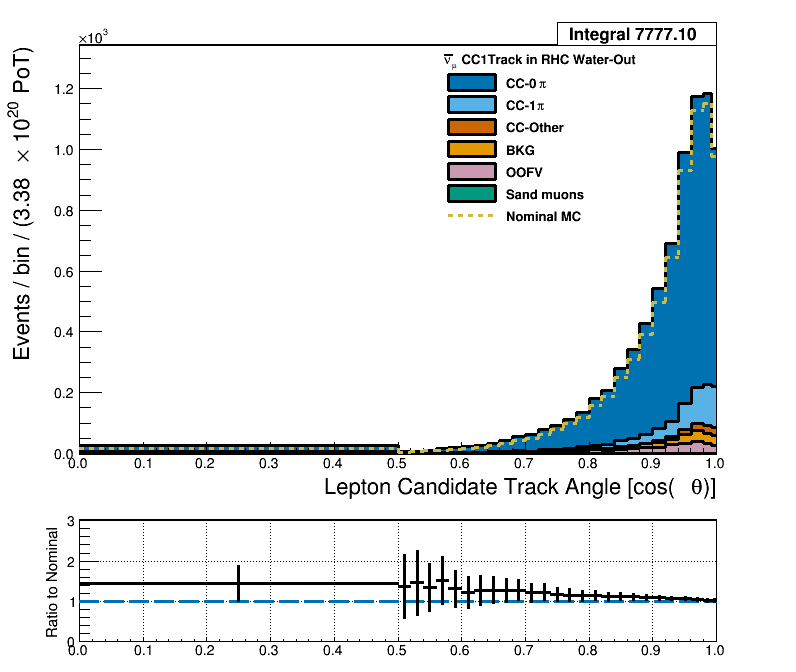 Integral 7777.10
×10³
ν̅μ CC1Track in RHC Water-Out
CC-0 π
CC-1 π
CC-Other
BKG
OOFV
Sand muons
Nominal MC
Events / bin / (3.38 × 10²⁰ PoT)
1.2
1.0
0.8
0.6
0.4
0.2
0.0
0.0 0.1 0.2 0.3 0.4 0.5 0.6 0.7 0.8 0.9 1.0
Lepton Candidate Track Angle [cos( θ)]
Ratio to Nominal
3
2
1
0
0.0 0.1 0.2 0.3 0.4 0.5 0.6 0.7 0.8 0.9 1.0